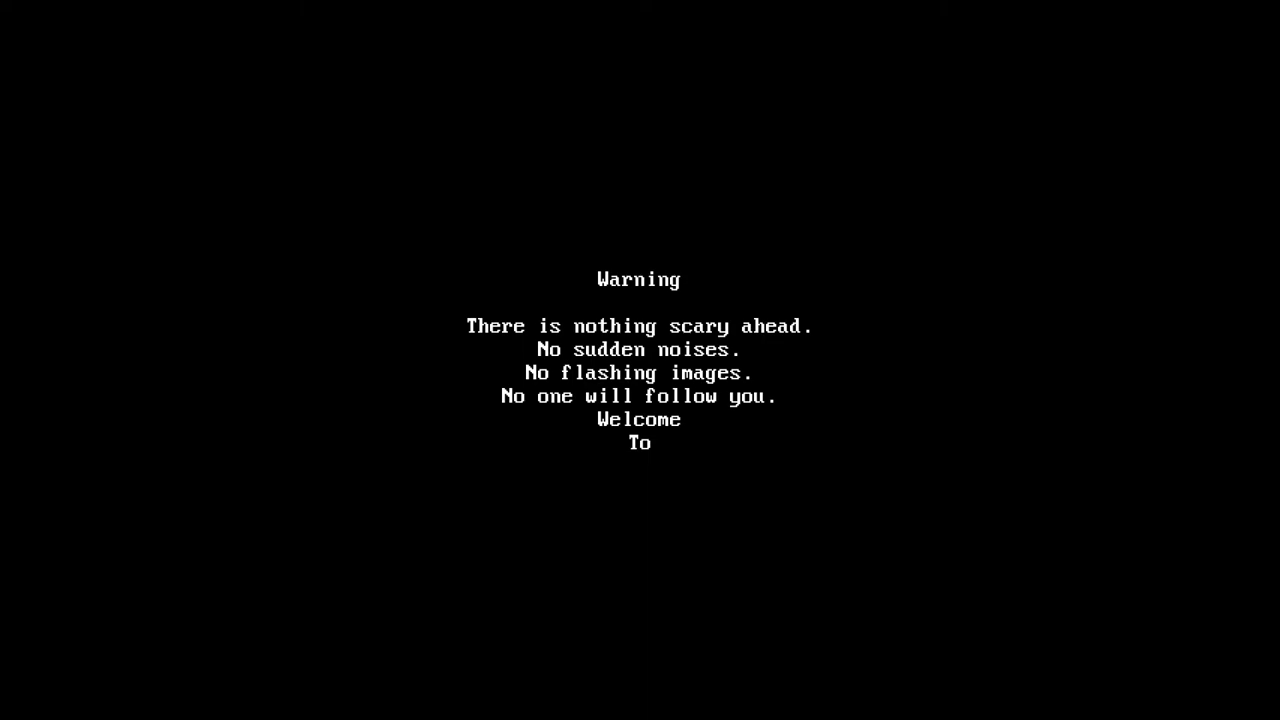 Warning
There is nothing scary ahead.
No sudden noises.
No flashing images.
No one will follow you.
Welcome
To